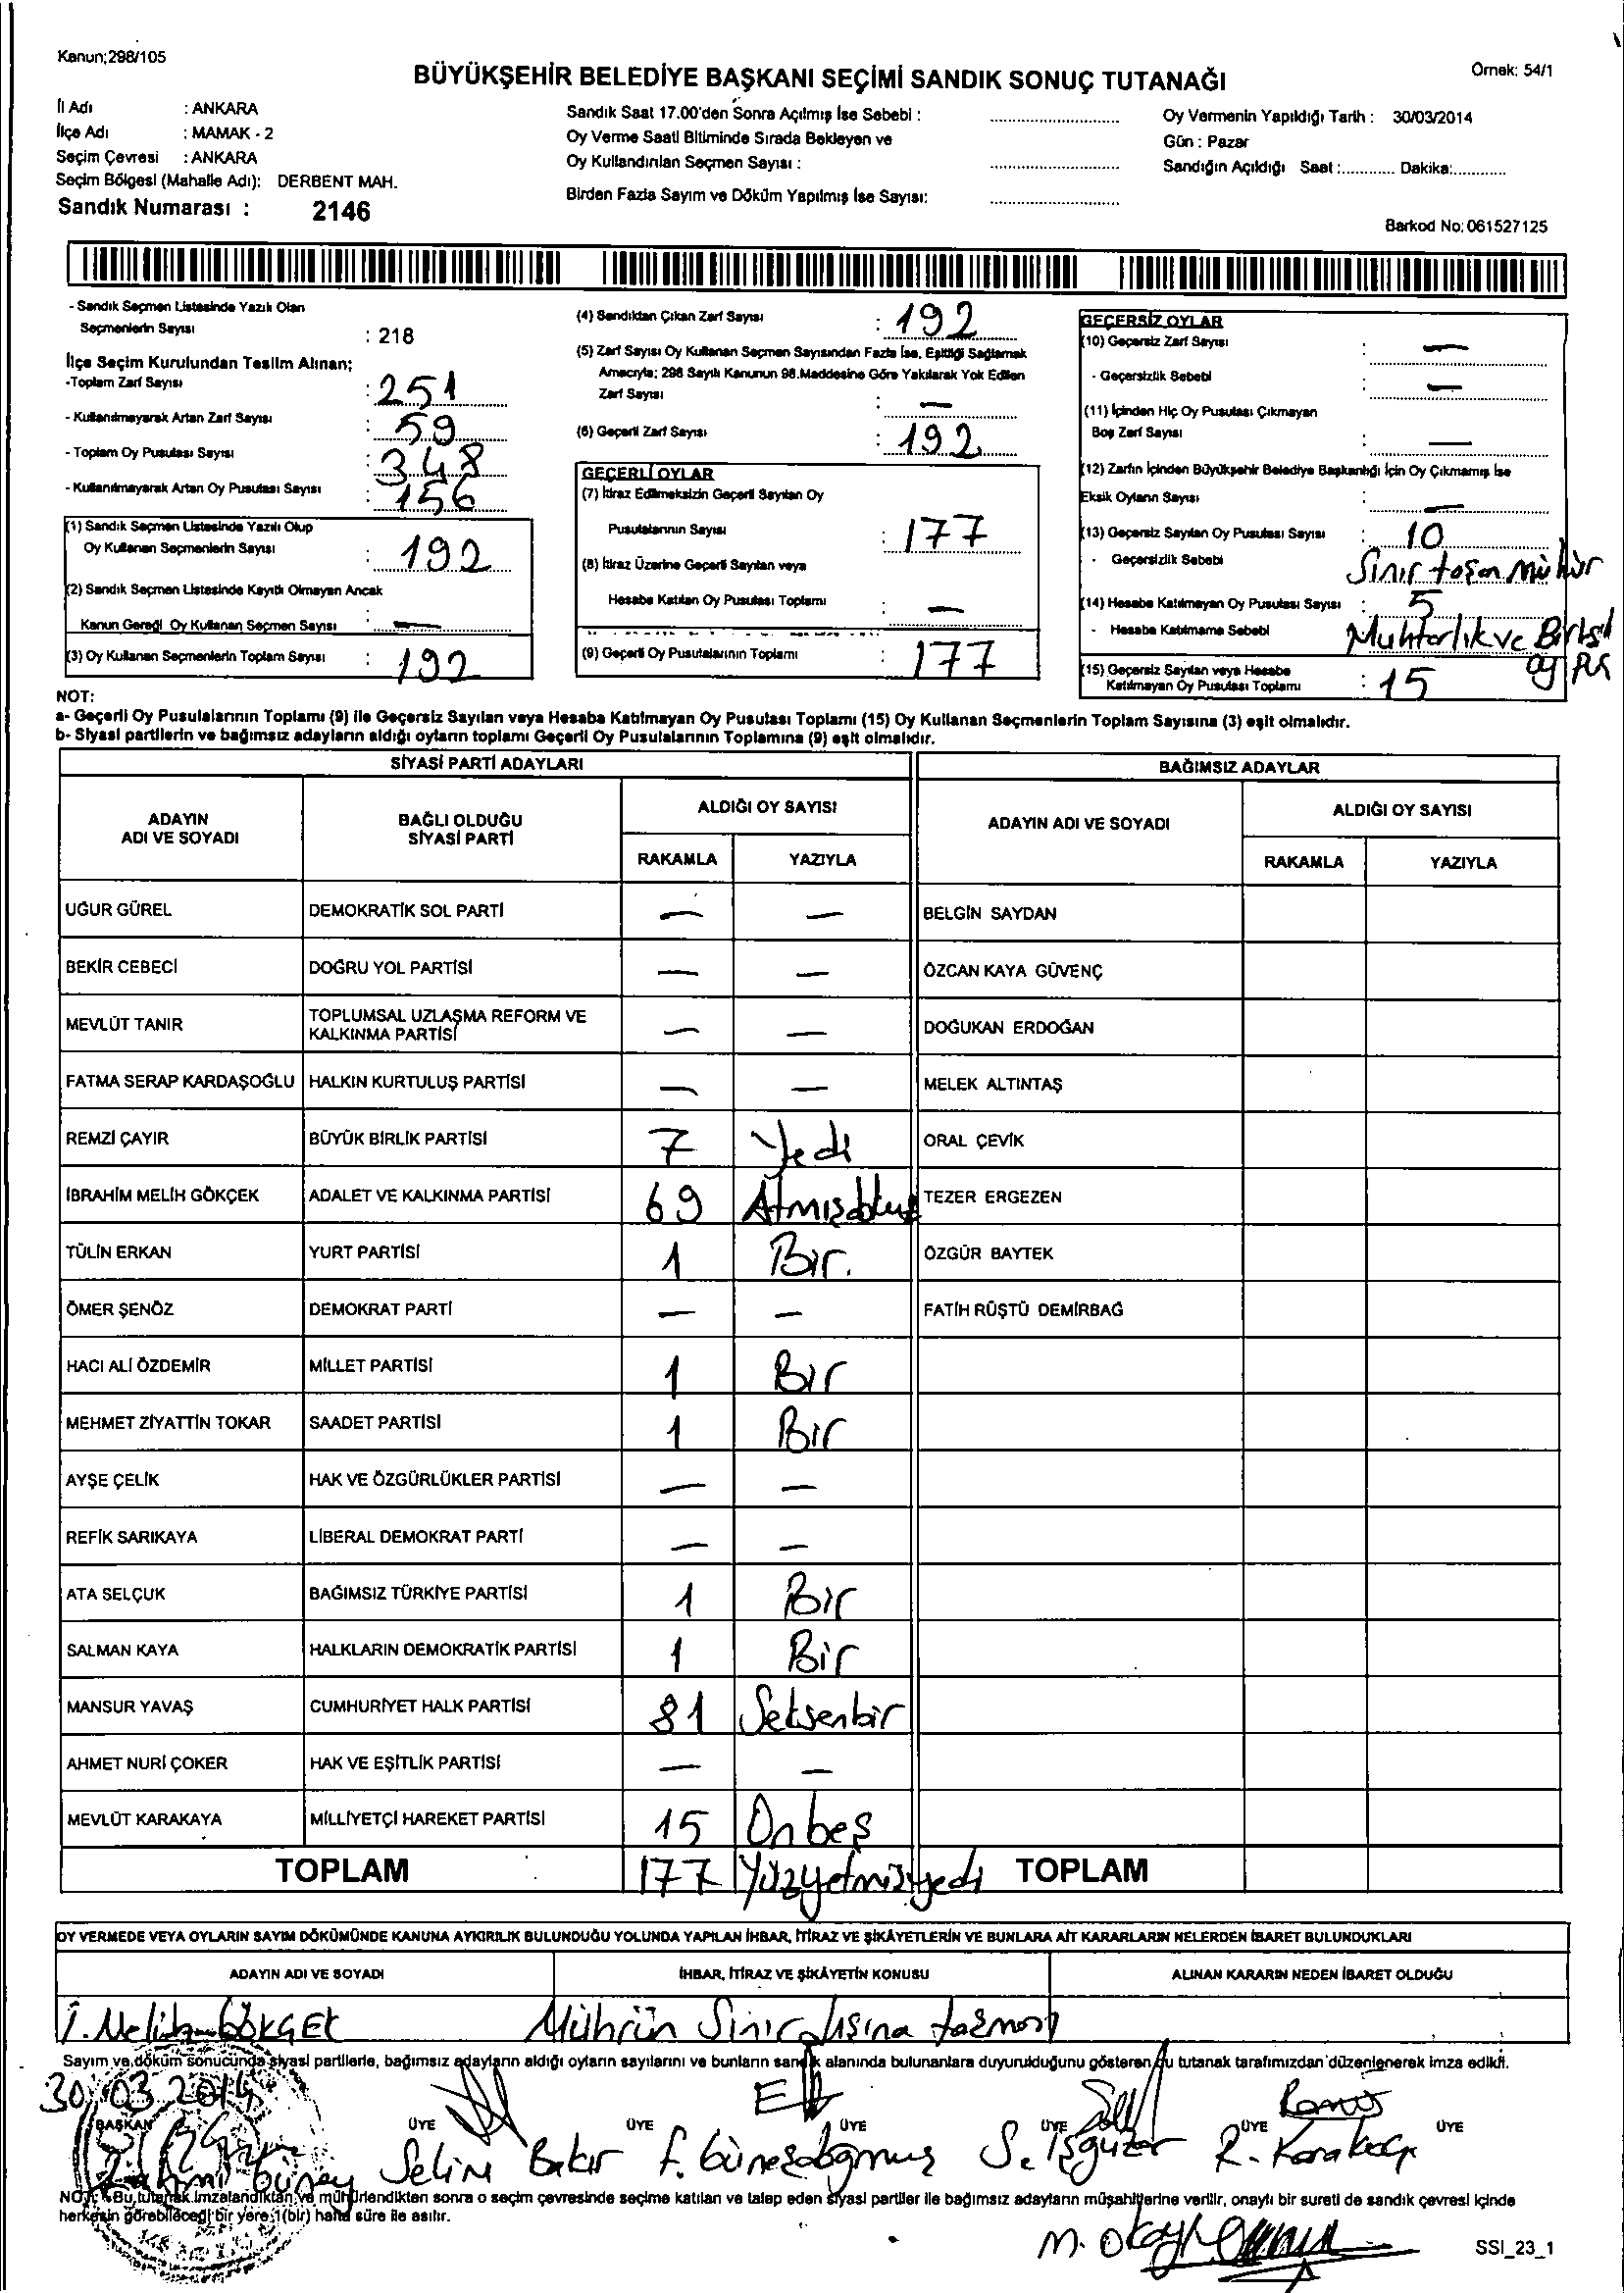 Kanun;298/105
BÜYÜKŞEHİR BELEDİYE BAŞKANI SEÇİMİ SANDIK SONUÇ TUTANAĞI
Örnek: 54/1
İl Adı : ANKARA
İlçe Adı : MAMAK - 2
Seçim Çevresi : ANKARA
Seçim Bölgesi (Mahalle Adı): DERBENT MAH.
Sandık Numarası : 2146
Sandık Saat 17.00'den Sonra Açılmış İse Sebebi : ............................
Oy Verme Saati Bitiminde Sırada Bekleyen ve
Oy Kullandırılan Seçmen Sayısı : ............................
Birden Fazla Sayım ve Döküm Yapılmış İse Sayısı: ............................
Oy Vermenin Yapıldığı Tarih : 30/03/2014
Gün : Pazar
Sandığın Açıldığı Saat :............ Dakika:............
Barkod No: 061527125
- Sandık Seçmen Listesinde Yazılı Olan
Seçmenlerin Sayısı : 218
İlçe Seçim Kurulundan Teslim Alınan;
-Toplam Zarf Sayısı : 251
- Kullanılmayarak Artan Zarf Sayısı : 59
- Toplam Oy Pusulası Sayısı : 348
- Kullanılmayarak Artan Oy Pusulası Sayısı : 156
(1) Sandık Seçmen Listesinde Yazılı Olup
Oy Kullanan Seçmenlerin Sayısı : 192
(2) Sandık Seçmen Listesinde Kayıtlı Olmayan Ancak
Kanun Gereği Oy Kullanan Seçmen Sayısı : —
(3) Oy Kullanan Seçmenlerin Toplam Sayısı : 192
(4) Sandıktan Çıkan Zarf Sayısı : 192
(5) Zarf Sayısı Oy Kullanan Seçmen Sayısından Fazla İse, Eşitliği Sağlamak
Amacıyla; 298 Sayılı Kanunun 98.Maddesine Göre Yakılarak Yok Edilen
Zarf Sayısı : —
(6) Geçerli Zarf Sayısı : 192
GEÇERLİ OYLAR
(7) İtiraz Edilmeksizin Geçerli Sayılan Oy
Pusulalarının Sayısı : 177
(8) İtiraz Üzerine Geçerli Sayılan veya
Hesaba Katılan Oy Pusulası Toplamı : —
(9) Geçerli Oy Pusulalarının Toplamı : 177
GEÇERSİZ OYLAR
(10) Geçersiz Zarf Sayısı : —
- Geçersizlik Sebebi : —
(11) İçinden Hiç Oy Pusulası Çıkmayan
Boş Zarf Sayısı : —
(12) Zarfın İçinden Büyükşehir Belediye Başkanlığı İçin Oy Çıkmamış İse
Eksik Oyların Sayısı : —
(13) Geçersiz Sayılan Oy Pusulası Sayısı : 10
- Geçersizlik Sebebi Sınır taşan mühür
(14) Hesaba Katılmayan Oy Pusulası Sayısı : 5
- Hesaba Katılmama Sebebi Muhtarlık ve
(15) Geçersiz Sayılan veya Hesaba
Katılmayan Oy Pusulası Toplamı : 15
NOT:
a- Geçerli Oy Pusulalarının Toplamı (9) ile Geçersiz Sayılan veya Hesaba Katılmayan Oy Pusulası Toplamı (15) Oy Kullanan Seçmenlerin Toplam Sayısına (3) eşit olmalıdır.
b- Siyasi partilerin ve bağımsız adayların aldığı oyların toplamı Geçerli Oy Pusulalarının Toplamına (9) eşit olmalıdır.
SİYASİ PARTİ ADAYLARI
BAĞIMSIZ ADAYLAR
ADAYIN ADI VE SOYADI
BAĞLI OLDUĞU SİYASİ PARTİ
ALDIĞI OY SAYISI
RAKAMLA YAZIYLA
ADAYIN ADI VE SOYADI
ALDIĞI OY SAYISI
RAKAMLA YAZIYLA
UĞUR GÜREL DEMOKRATİK SOL PARTİ — — BELGİN SAYDAN
BEKİR CEBECİ DOĞRU YOL PARTİSİ — — ÖZCAN KAYA GÜVENÇ
MEVLÜT TANIR TOPLUMSAL UZLAŞMA REFORM VE KALKINMA PARTİSİ — — DOĞUKAN ERDOĞAN
FATMA SERAP KARDAŞOĞLU HALKIN KURTULUŞ PARTİSİ — — MELEK ALTINTAŞ
REMZİ ÇAYIR BÜYÜK BİRLİK PARTİSİ 7 Yedi ORAL ÇEVİK
İBRAHİM MELİH GÖKÇEK ADALET VE KALKINMA PARTİSİ 69 Atmışdokuz TEZER ERGEZEN
TÜLİN ERKAN YURT PARTİSİ 1 Bir. ÖZGÜR BAYTEK
ÖMER ŞENÖZ DEMOKRAT PARTİ — — FATİH RÜŞTÜ DEMİRBAĞ
HACI ALİ ÖZDEMİR MİLLET PARTİSİ 1 Bir
MEHMET ZİYATTİN TOKAR SAADET PARTİSİ 1 Bir
AYŞE ÇELİK HAK VE ÖZGÜRLÜKLER PARTİSİ — —
REFİK SARIKAYA LİBERAL DEMOKRAT PARTİ — —
ATA SELÇUK BAĞIMSIZ TÜRKİYE PARTİSİ 1 Bir
SALMAN KAYA HALKLARIN DEMOKRATİK PARTİSİ 1 Bir
MANSUR YAVAŞ CUMHURİYET HALK PARTİSİ 81 Seksenbir
AHMET NURİ ÇOKER HAK VE EŞİTLİK PARTİSİ — —
MEVLÜT KARAKAYA MİLLİYETÇİ HAREKET PARTİSİ 15 Onbeş
TOPLAM 177 Yüzyetmişyedi TOPLAM
OY VERMEDE VEYA OYLARIN SAYIM DÖKÜMÜNDE KANUNA AYKIRILIK BULUNDUĞU YOLUNDA YAPILAN İHBAR, İTİRAZ VE ŞİKÂYETLERİN VE BUNLARA AİT KARARLARIN NELERDEN İBARET BULUNDUKLARI
ADAYIN ADI VE SOYADI İHBAR, İTİRAZ VE ŞİKÂYETİN KONUSU ALINAN KARARIN NEDEN İBARET OLDUĞU
İ. Melih GÖKÇEK Mührün Sınır dışına taşması
Sayım ve döküm sonucunda siyasi partilerle, bağımsız adayların aldığı oyların sayılarını ve bunların sandık alanında bulunanlara duyurulduğunu gösteren bu tutanak tarafımızdan düzenlenerek imza edildi.
30.03.2014
BAŞKAN ÜYE ÜYE ÜYE ÜYE ÜYE ÜYE
Güney Selim Bakır F. Güneşdoğmuş S. İşgüzar R. Karakoç
NOT: Bu tutanak imzalandıktan ve mühürlendikten sonra o seçim çevresinde seçime katılan ve talep eden siyasi partiler ile bağımsız adayların müşahitlerine verilir, onaylı bir sureti de sandık çevresi içinde
herkesin görebileceği bir yere 1(bir) hafta süre ile asılır.
SSI_23_1